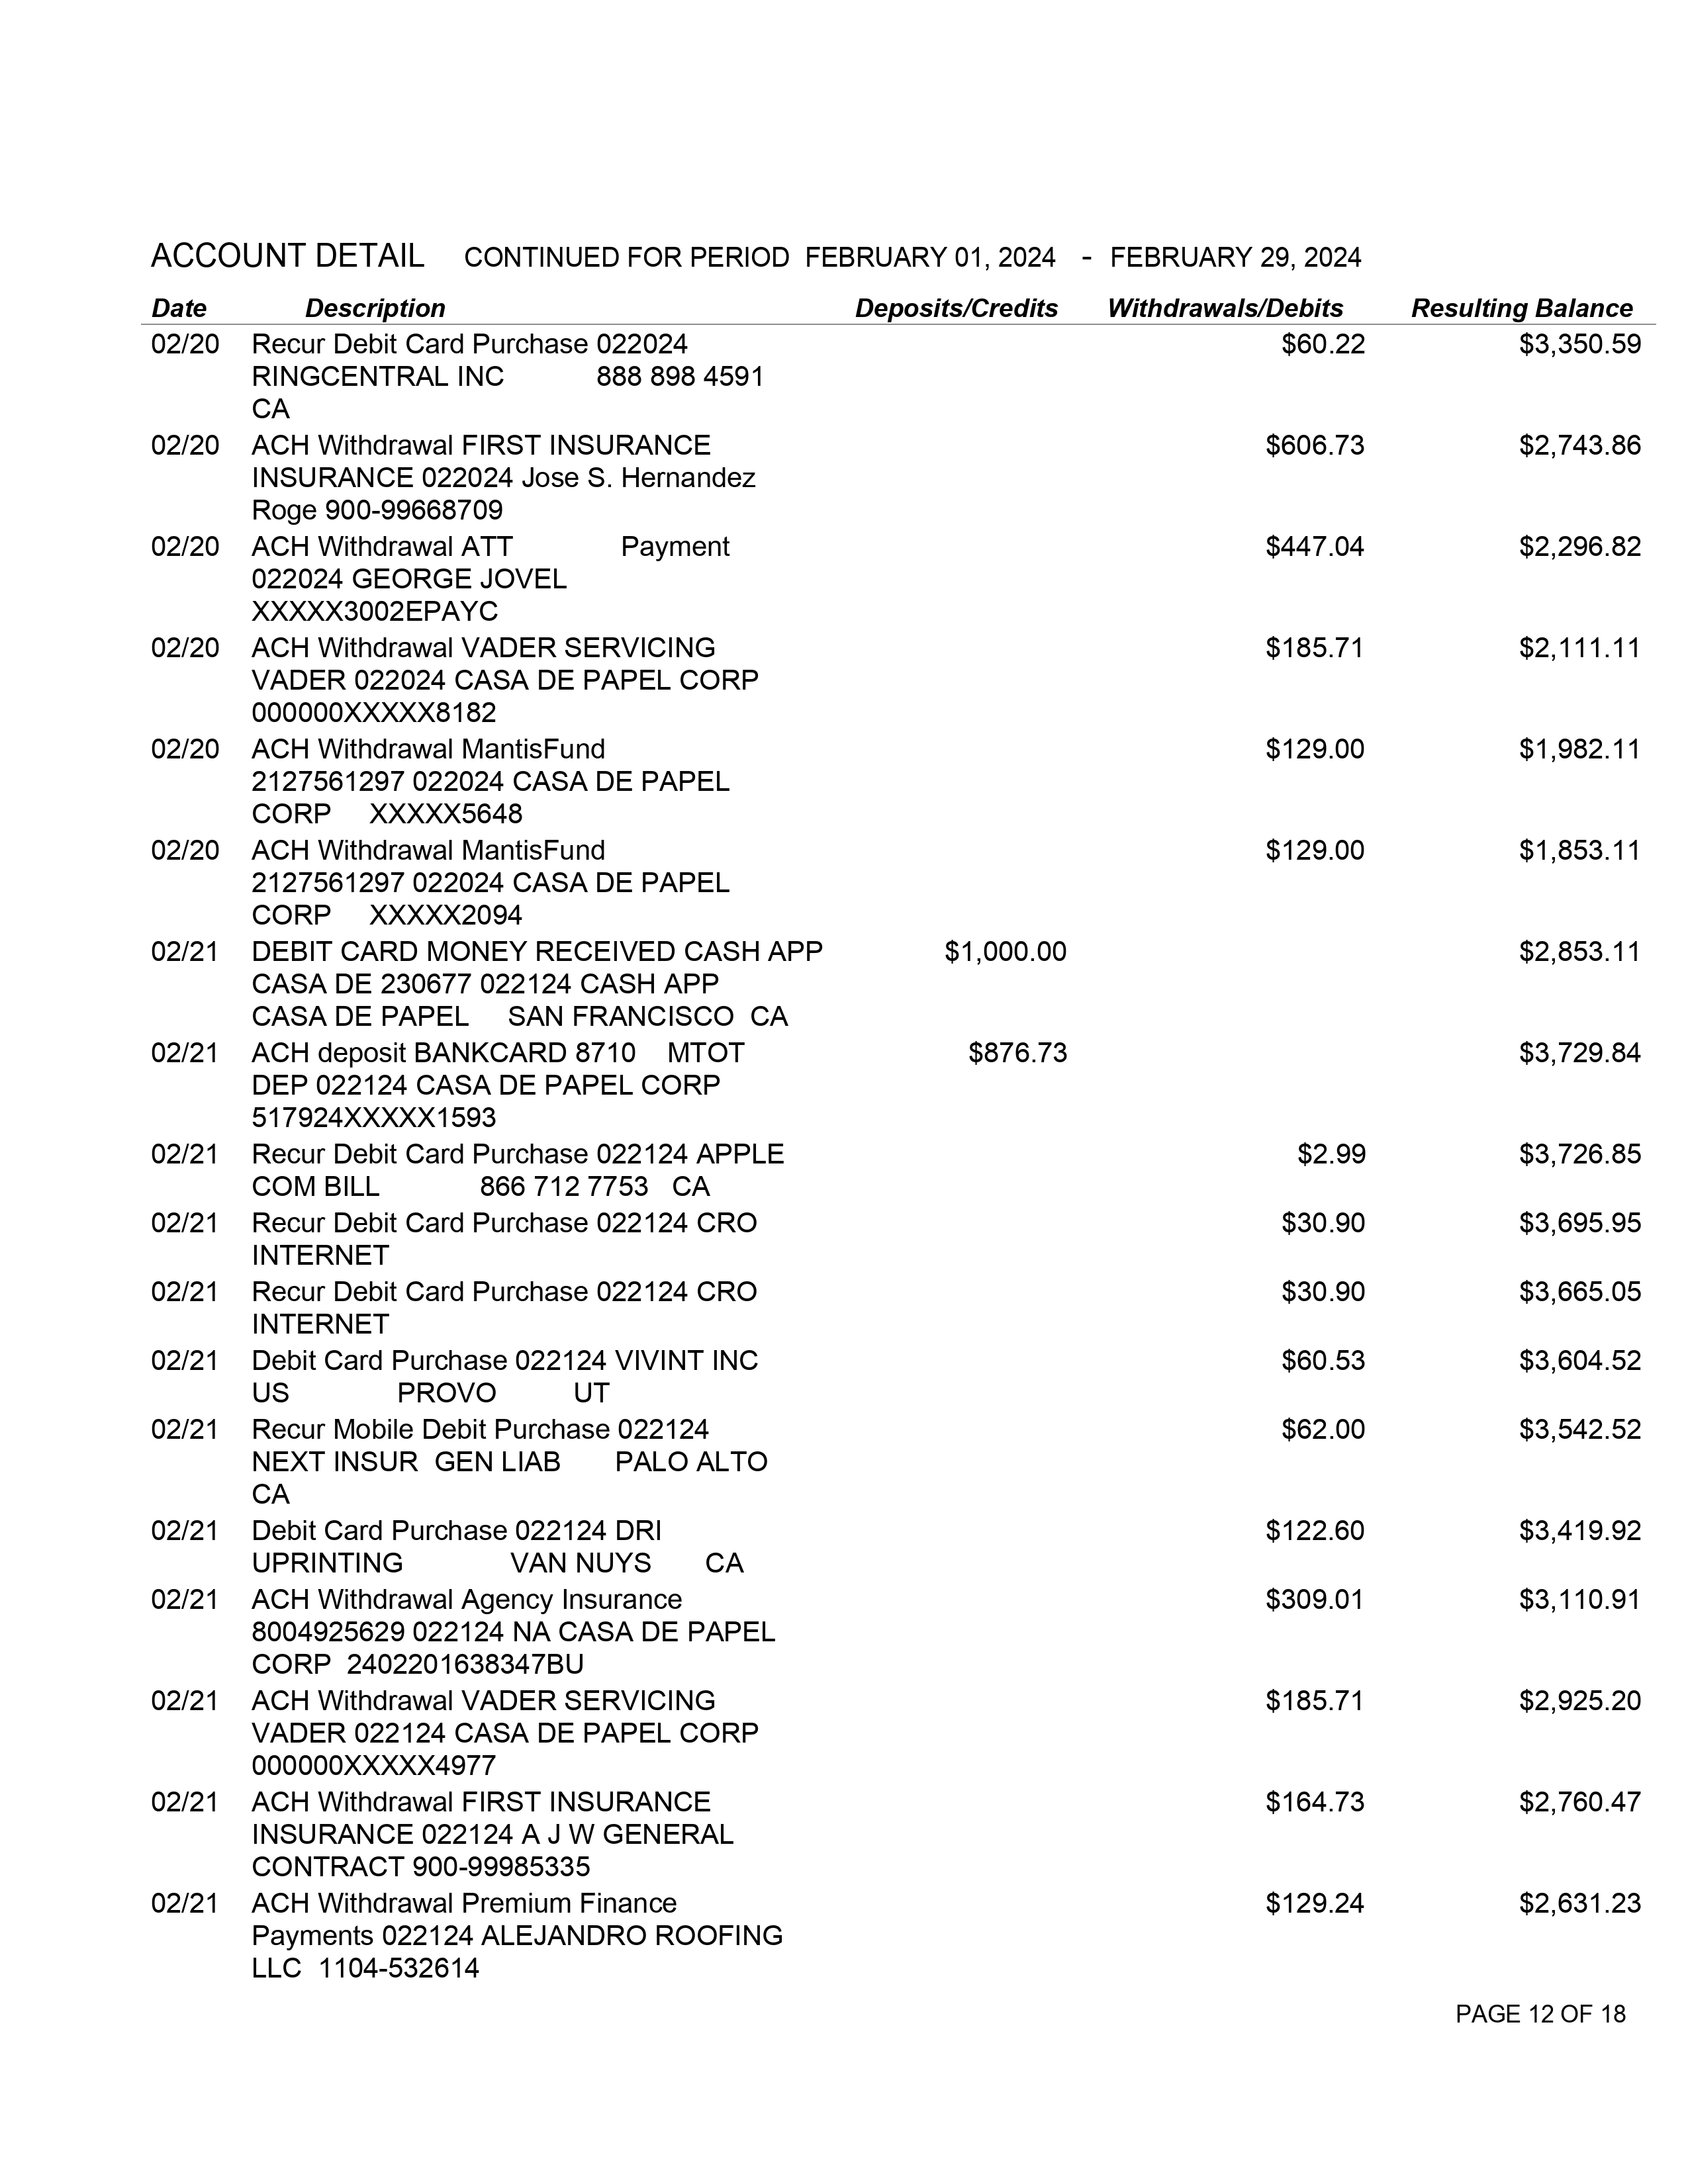 ACCOUNT DETAIL CONTINUED FOR PERIOD FEBRUARY 01, 2024 - FEBRUARY 29, 2024
Date Description Deposits/Credits Withdrawals/Debits Resulting Balance
02/20 Recur Debit Card Purchase 022024 $60.22 $3,350.59
RINGCENTRAL INC 888 898 4591
CA
02/20 ACH Withdrawal FIRST INSURANCE $606.73 $2,743.86
INSURANCE 022024 Jose S. Hernandez
Roge 900-99668709
02/20 ACH Withdrawal ATT Payment $447.04 $2,296.82
022024 GEORGE JOVEL
XXXXX3002EPAYC
02/20 ACH Withdrawal VADER SERVICING $185.71 $2,111.11
VADER 022024 CASA DE PAPEL CORP
000000XXXXX8182
02/20 ACH Withdrawal MantisFund $129.00 $1,982.11
2127561297 022024 CASA DE PAPEL
CORP XXXXX5648
02/20 ACH Withdrawal MantisFund $129.00 $1,853.11
2127561297 022024 CASA DE PAPEL
CORP XXXXX2094
02/21 DEBIT CARD MONEY RECEIVED CASH APP $1,000.00 $2,853.11
CASA DE 230677 022124 CASH APP
CASA DE PAPEL SAN FRANCISCO CA
02/21 ACH deposit BANKCARD 8710 MTOT $876.73 $3,729.84
DEP 022124 CASA DE PAPEL CORP
517924XXXXX1593
02/21 Recur Debit Card Purchase 022124 APPLE $2.99 $3,726.85
COM BILL 866 712 7753 CA
02/21 Recur Debit Card Purchase 022124 CRO $30.90 $3,695.95
INTERNET
02/21 Recur Debit Card Purchase 022124 CRO $30.90 $3,665.05
INTERNET
02/21 Debit Card Purchase 022124 VIVINT INC $60.53 $3,604.52
US PROVO UT
02/21 Recur Mobile Debit Purchase 022124 $62.00 $3,542.52
NEXT INSUR GEN LIAB PALO ALTO
CA
02/21 Debit Card Purchase 022124 DRI $122.60 $3,419.92
UPRINTING VAN NUYS CA
02/21 ACH Withdrawal Agency Insurance $309.01 $3,110.91
8004925629 022124 NA CASA DE PAPEL
CORP 2402201638347BU
02/21 ACH Withdrawal VADER SERVICING $185.71 $2,925.20
VADER 022124 CASA DE PAPEL CORP
000000XXXXX4977
02/21 ACH Withdrawal FIRST INSURANCE $164.73 $2,760.47
INSURANCE 022124 A J W GENERAL
CONTRACT 900-99985335
02/21 ACH Withdrawal Premium Finance $129.24 $2,631.23
Payments 022124 ALEJANDRO ROOFING
LLC 1104-532614
PAGE 12 OF 18